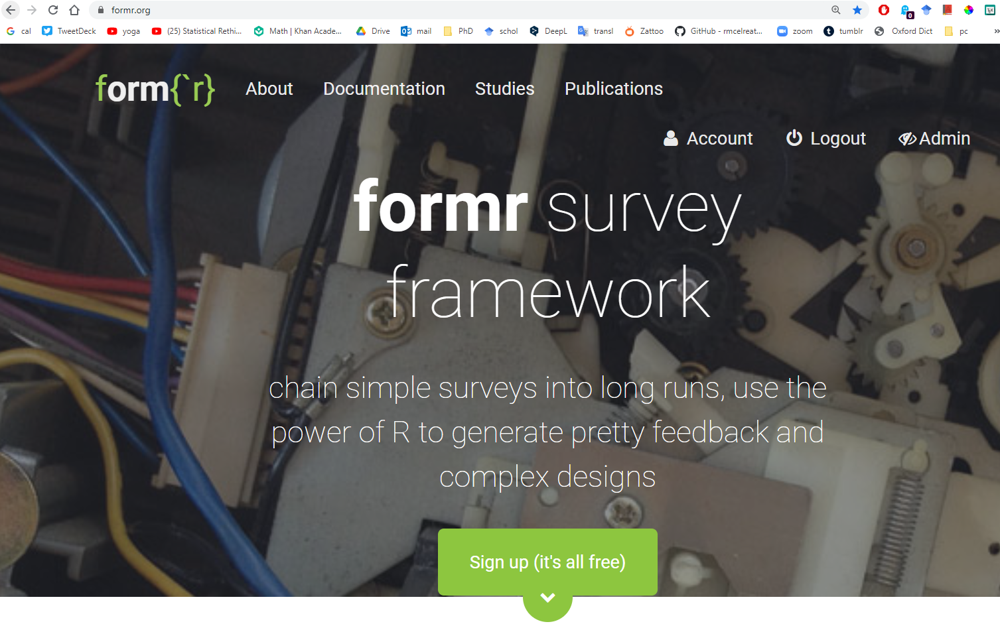 formr.org
cal TweetDeck yoga (25) Statistical Rethi... Math | Khan Acade... Drive mail PhD schol DeepL transl Zattoo GitHub - rmcelreat... zoom tumblr Oxford Dict pc »
0
form{`r} About Documentation Studies Publications
Account Logout Admin
formr survey
framework
chain simple surveys into long runs, use the
power of R to generate pretty feedback and
complex designs
Sign up (it's all free)